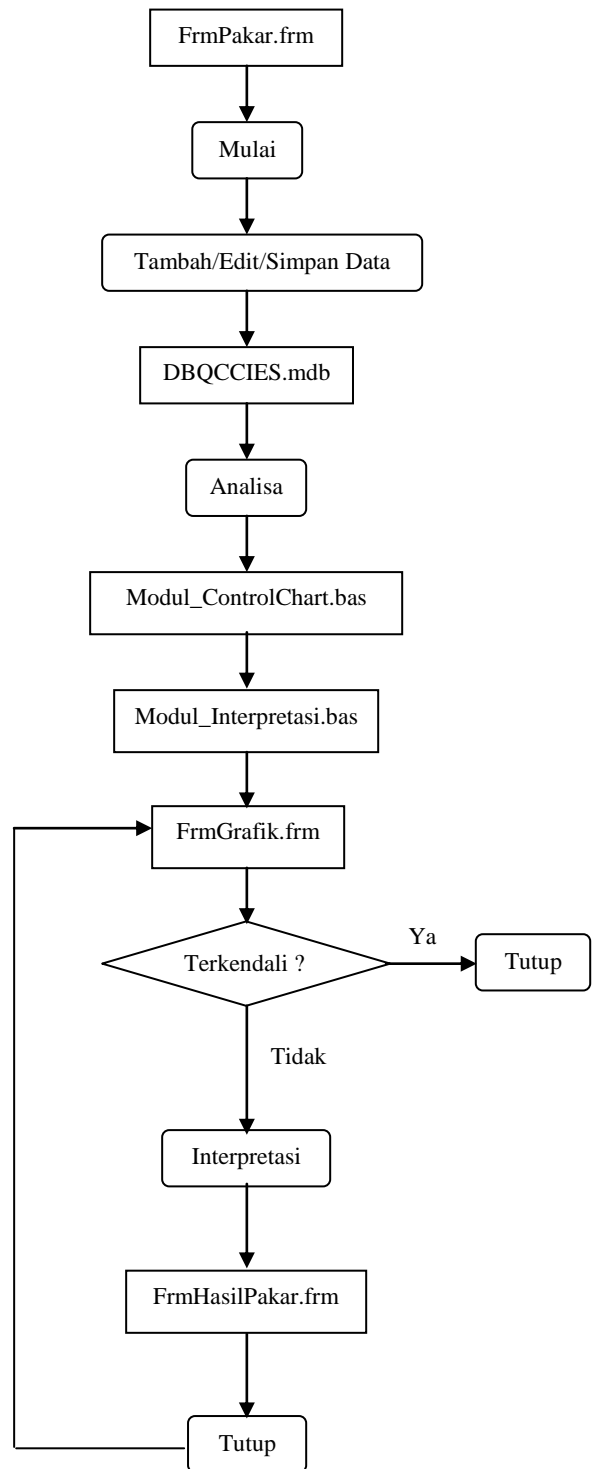 FrmPakar.frm
Mulai
Tambah/Edit/Simpan Data
DBQCCIES.mdb
Analisa
Modul_ControlChart.bas
Modul_Interpretasi.bas
FrmGrafik.frm
Terkendali ?
Ya
Tutup
Tidak
Interpretasi
FrmHasilPakar.frm
Tutup